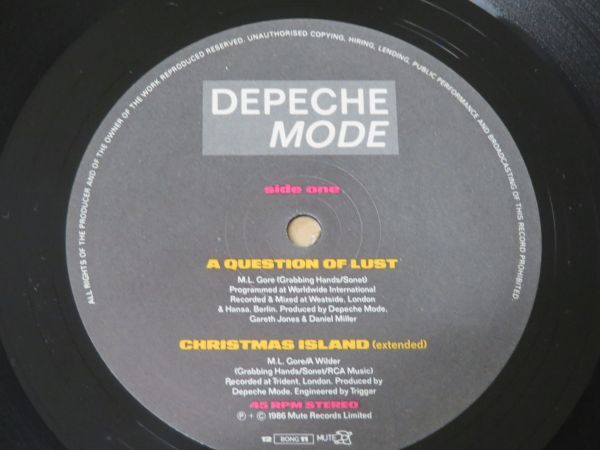 ALL RIGHTS OF THE PRODUCER AND OF THE OWNER OF THE WORK REPRODUCED RESERVED. UNAUTHORISED COPYING, HIRING, LENDING, PUBLIC PERFORMANCE AND BROADCASTING OF THIS RECORD PROHIBITED.
DEPECHE
MODE
side one
A QUESTION OF LUST
M.L. Gore (Grabbing Hands/Sonet)
Programmed at Worldwide International
Recorded & Mixed at Westside, London
& Hansa, Berlin. Produced by Depeche Mode,
Gareth Jones & Daniel Miller
CHRISTMAS ISLAND (extended)
M.L. Gore/A Wilder
(Grabbing Hands/Sonet/RCA Music)
Recorded at Trident, London. Produced by
Depeche Mode. Engineered by Trigger
45 RPM STEREO
℗ + © 1986 Mute Records Limited
12 BONG 11 MUTE